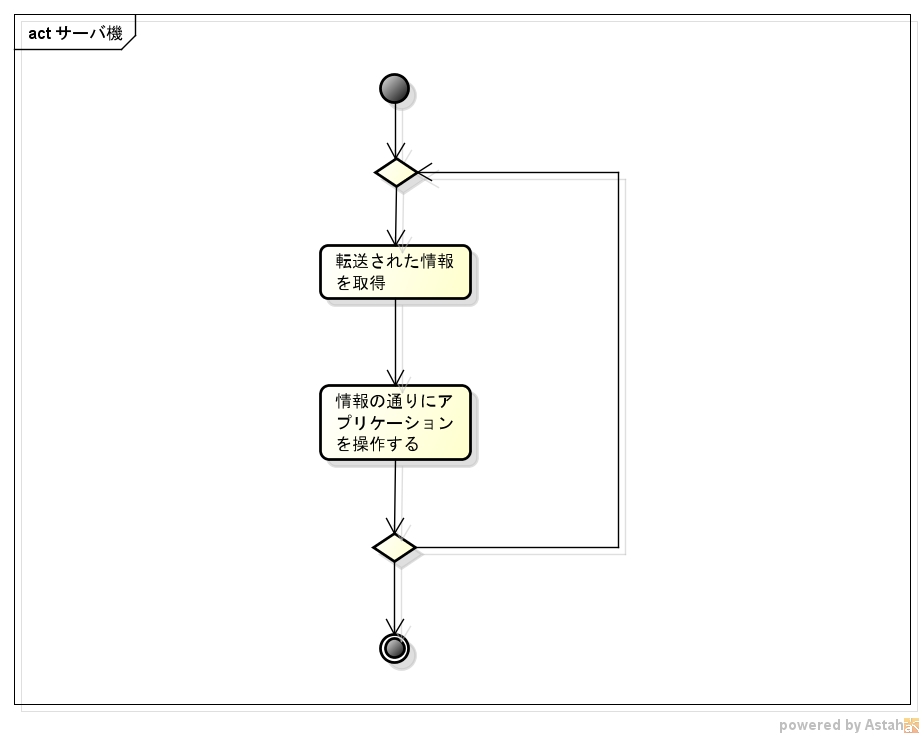 act サーバ機
転送された情報
を取得
情報の通りにア
プリケーション
を操作する
powered by Astah